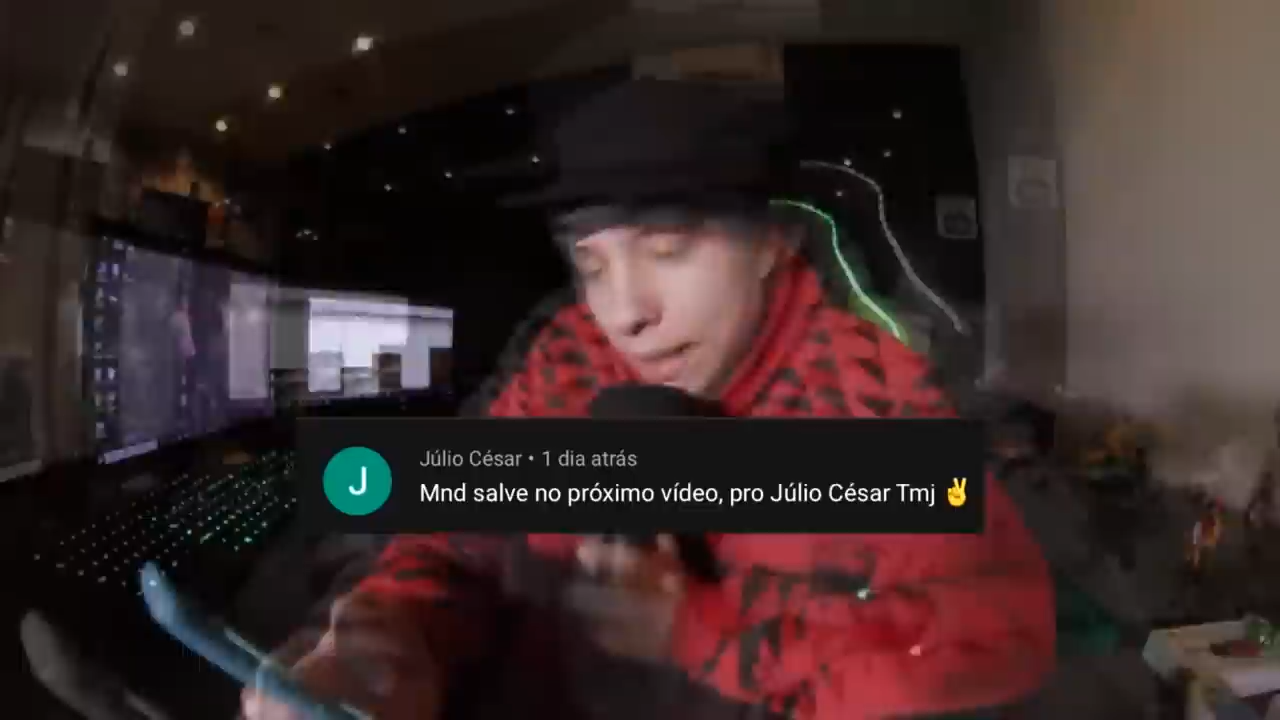 J
Júlio César • 1 dia atrás
Mnd salve no próximo vídeo, pro Júlio César Tmj ✌